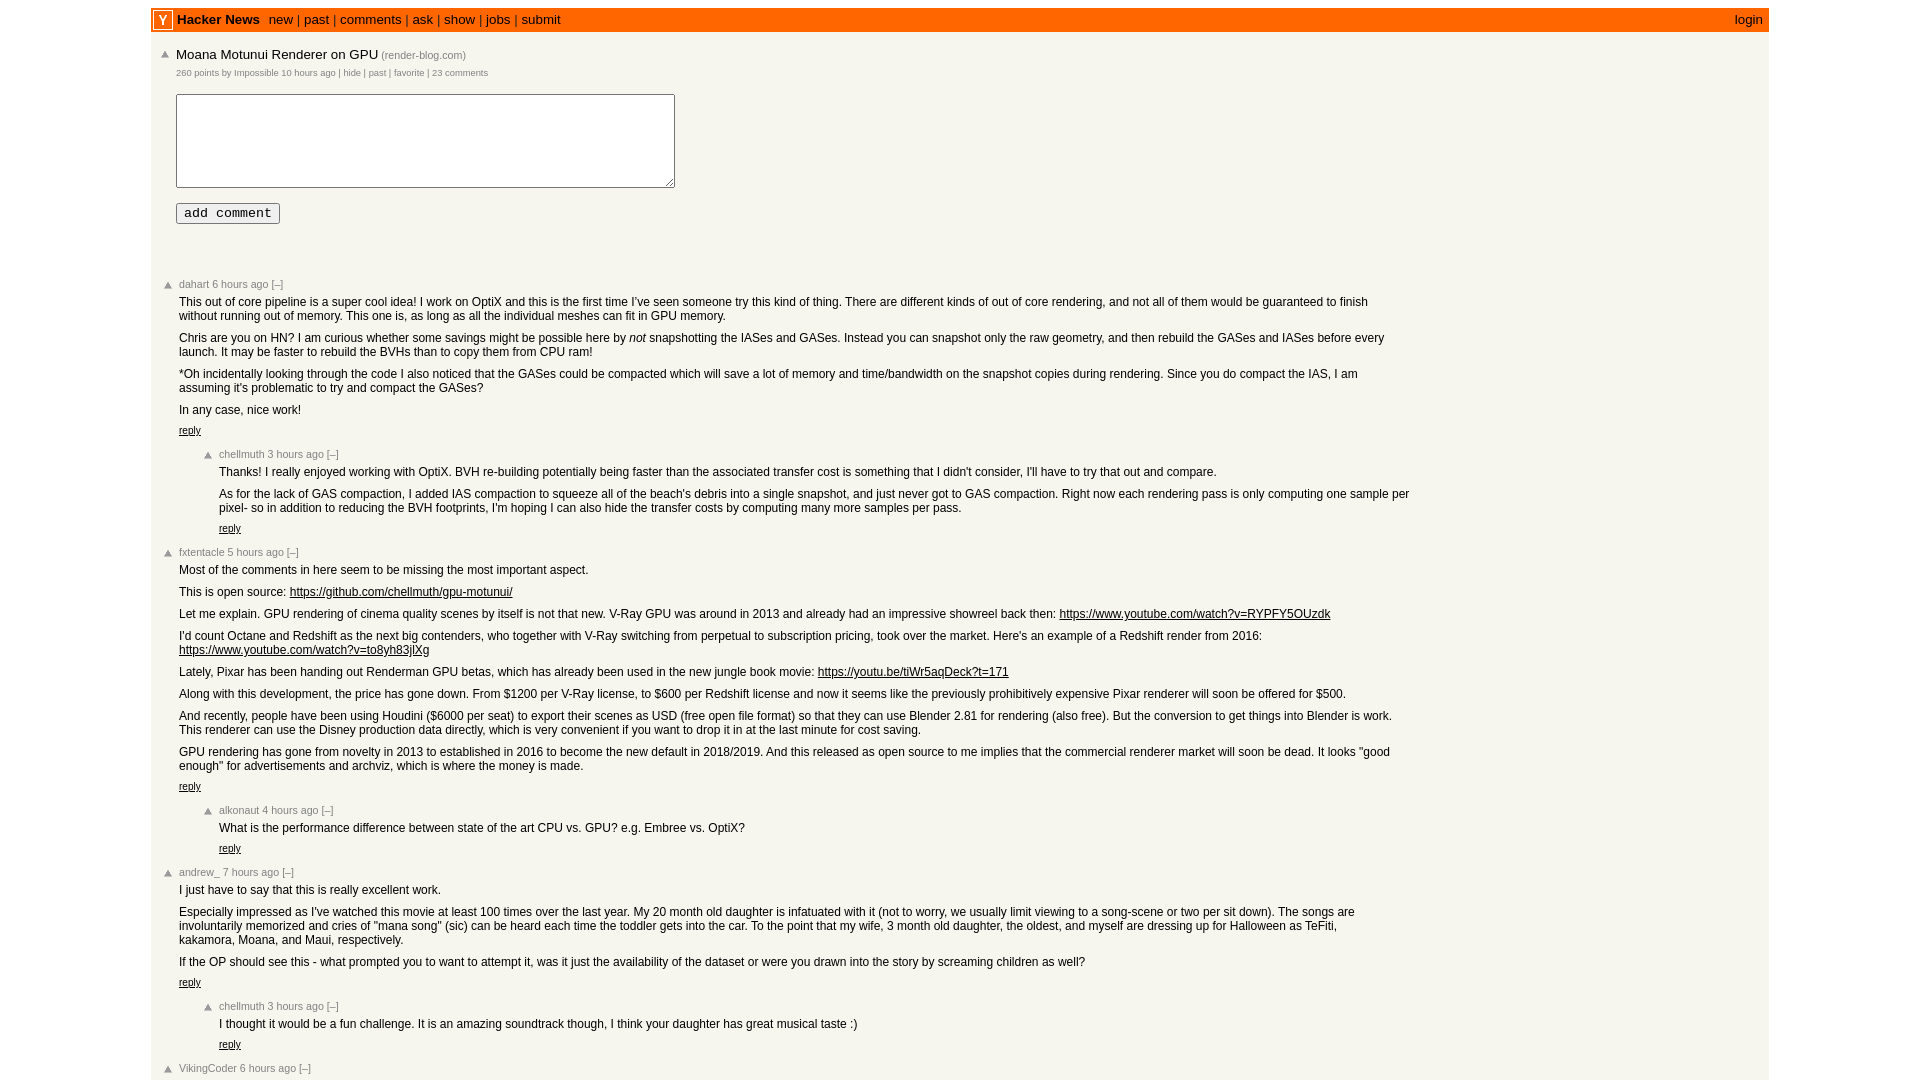 Y Hacker News new | past | comments | ask | show | jobs | submit login
Moana Motunui Renderer on GPU (render-blog.com)
260 points by Impossible 10 hours ago | hide | past | favorite | 23 comments
add comment
dahart 6 hours ago [–]
This out of core pipeline is a super cool idea! I work on OptiX and this is the first time I’ve seen someone try this kind of thing. There are different kinds of out of core rendering, and not all of them would be guaranteed to finish
without running out of memory. This one is, as long as all the individual meshes can fit in GPU memory.
Chris are you on HN? I am curious whether some savings might be possible here by not snapshotting the IASes and GASes. Instead you can snapshot only the raw geometry, and then rebuild the GASes and IASes before every
launch. It may be faster to rebuild the BVHs than to copy them from CPU ram!
*Oh incidentally looking through the code I also noticed that the GASes could be compacted which will save a lot of memory and time/bandwidth on the snapshot copies during rendering. Since you do compact the IAS, I am
assuming it's problematic to try and compact the GASes?
In any case, nice work!
reply
chellmuth 3 hours ago [–]
Thanks! I really enjoyed working with OptiX. BVH re-building potentially being faster than the associated transfer cost is something that I didn't consider, I'll have to try that out and compare.
As for the lack of GAS compaction, I added IAS compaction to squeeze all of the beach's debris into a single snapshot, and just never got to GAS compaction. Right now each rendering pass is only computing one sample per
pixel- so in addition to reducing the BVH footprints, I'm hoping I can also hide the transfer costs by computing many more samples per pass.
reply
fxtentacle 5 hours ago [–]
Most of the comments in here seem to be missing the most important aspect.
This is open source: https://github.com/chellmuth/gpu-motunui/
Let me explain. GPU rendering of cinema quality scenes by itself is not that new. V-Ray GPU was around in 2013 and already had an impressive showreel back then: https://www.youtube.com/watch?v=RYPFY5OUzdk
I'd count Octane and Redshift as the next big contenders, who together with V-Ray switching from perpetual to subscription pricing, took over the market. Here's an example of a Redshift render from 2016:
https://www.youtube.com/watch?v=to8yh83jlXg
Lately, Pixar has been handing out Renderman GPU betas, which has already been used in the new jungle book movie: https://youtu.be/tiWr5aqDeck?t=171
Along with this development, the price has gone down. From $1200 per V-Ray license, to $600 per Redshift license and now it seems like the previously prohibitively expensive Pixar renderer will soon be offered for $500.
And recently, people have been using Houdini ($6000 per seat) to export their scenes as USD (free open file format) so that they can use Blender 2.81 for rendering (also free). But the conversion to get things into Blender is work.
This renderer can use the Disney production data directly, which is very convenient if you want to drop it in at the last minute for cost saving.
GPU rendering has gone from novelty in 2013 to established in 2016 to become the new default in 2018/2019. And this released as open source to me implies that the commercial renderer market will soon be dead. It looks "good
enough" for advertisements and archviz, which is where the money is made.
reply
alkonaut 4 hours ago [–]
What is the performance difference between state of the art CPU vs. GPU? e.g. Embree vs. OptiX?
reply
andrew_ 7 hours ago [–]
I just have to say that this is really excellent work.
Especially impressed as I've watched this movie at least 100 times over the last year. My 20 month old daughter is infatuated with it (not to worry, we usually limit viewing to a song-scene or two per sit down). The songs are
involuntarily memorized and cries of "mana song" (sic) can be heard each time the toddler gets into the car. To the point that my wife, 3 month old daughter, the oldest, and myself are dressing up for Halloween as TeFiti,
kakamora, Moana, and Maui, respectively.
If the OP should see this - what prompted you to want to attempt it, was it just the availability of the dataset or were you drawn into the story by screaming children as well?
reply
chellmuth 3 hours ago [–]
I thought it would be a fun challenge. It is an amazing soundtrack though, I think your daughter has great musical taste :)
reply
VikingCoder 6 hours ago [–]